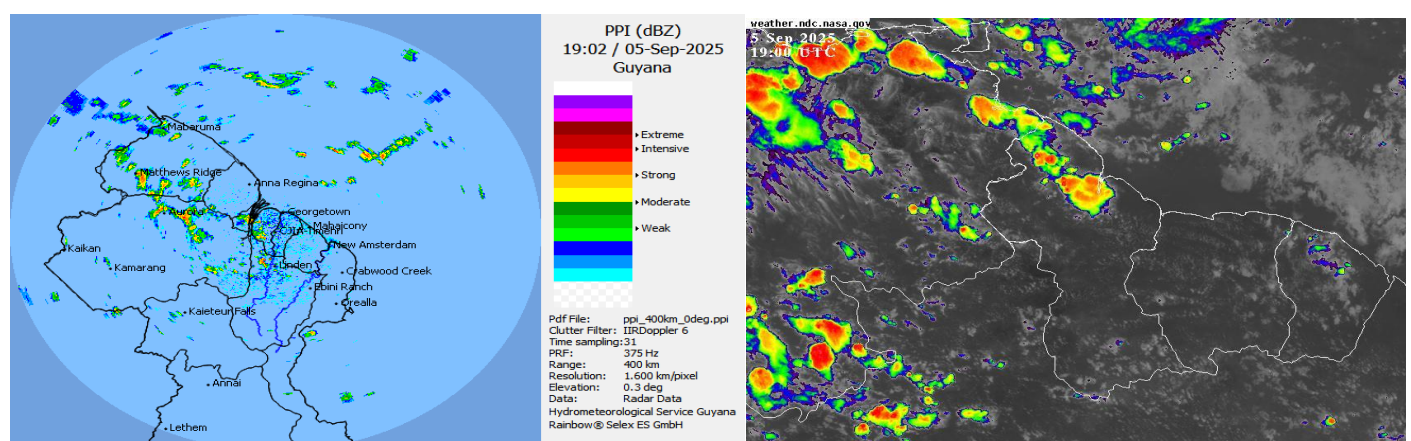 Mabaruma
Matthews Ridge
Anna Regina
Aurora
Georgetown
Mahaicony
CJIA-Timehri
New Amsterdam
Kaikan
Kamarang
Linden
Crabwood Creek
Ebini Ranch
Orealla
Kaieteur Falls
Annai
Lethem
PPI (dBZ)
19:02 / 05-Sep-2025
Guyana
Extreme
Intensive
Strong
Moderate
Weak
Pdf File: ppi_400km_0deg.ppi
Clutter Filter: IIRDoppler 6
Time sampling: 31
PRF: 375 Hz
Range: 400 km
Resolution: 1.600 km/pixel
Elevation: 0.3 deg
Data: Radar Data
Hydrometeorological Service Guyana
Rainbow® Selex ES GmbH
weather.ndc.nasa.gov
5 Sep 2025
19:00 UTC